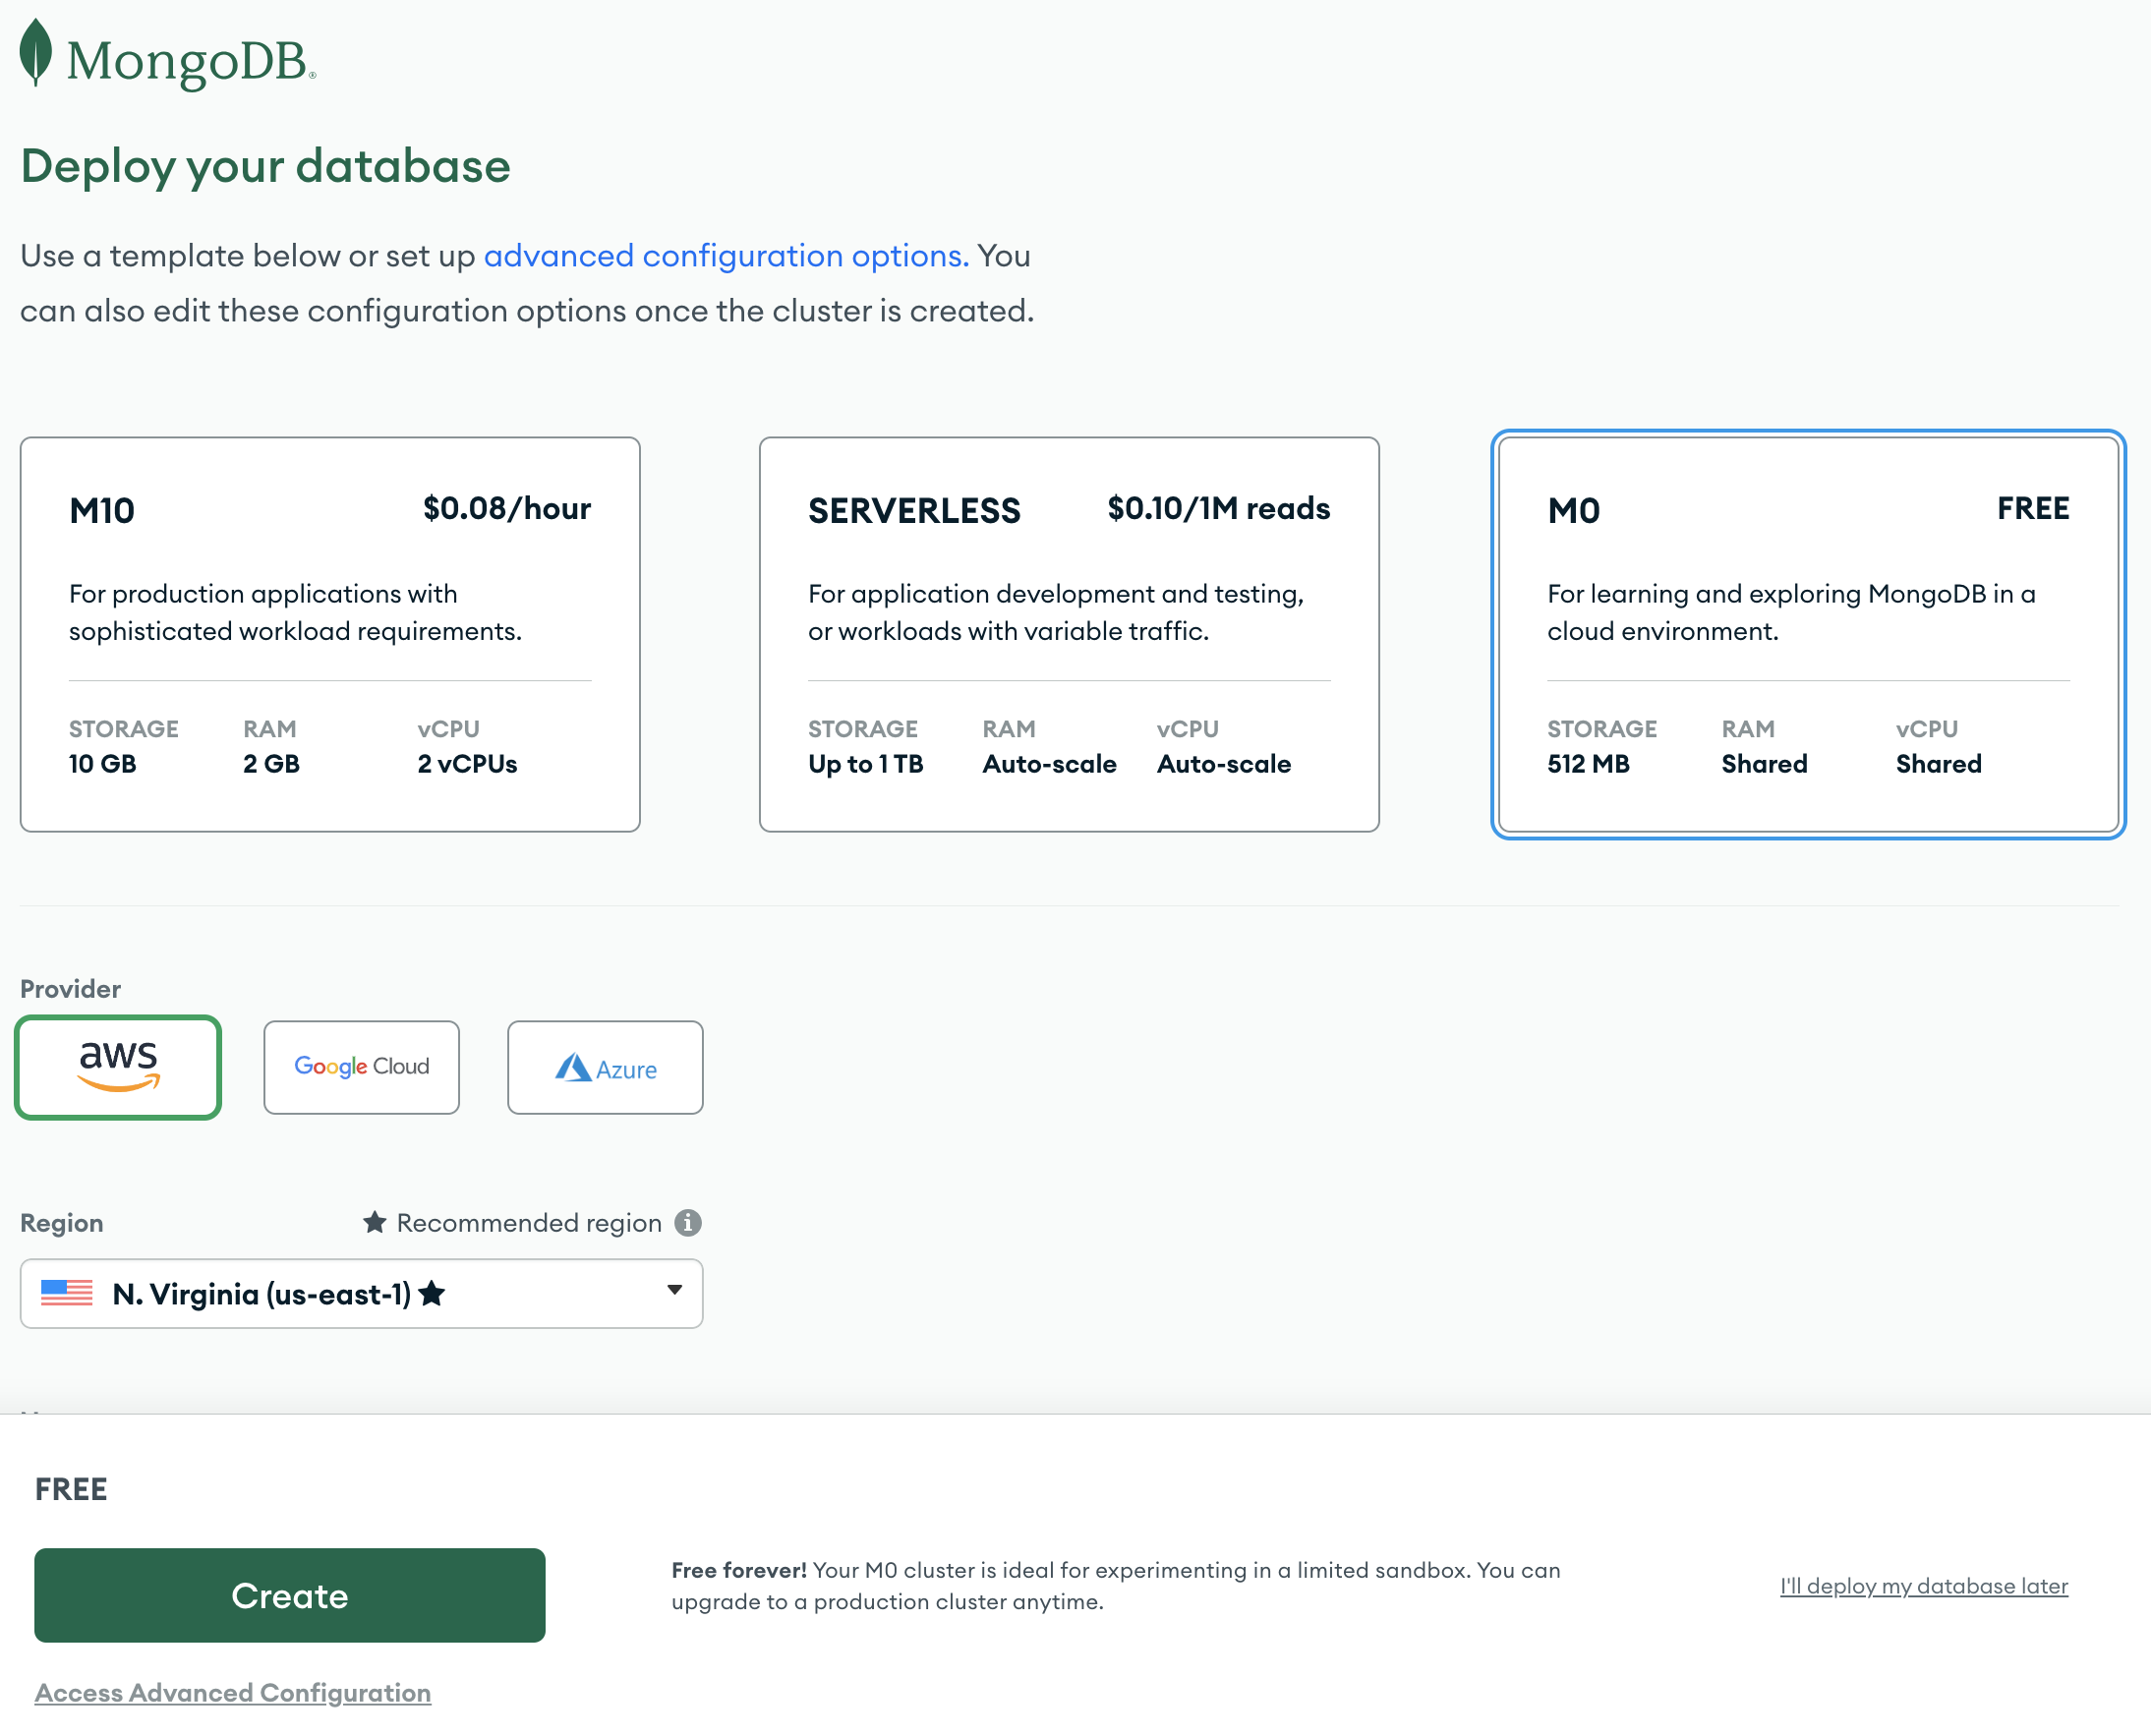 MongoDB®
Deploy your database
Use a template below or set up advanced configuration options. You
can also edit these configuration options once the cluster is created.
M10 $0.08/hour
For production applications with
sophisticated workload requirements.
STORAGE RAM vCPU
10 GB 2 GB 2 vCPUs
SERVERLESS $0.10/1M reads
For application development and testing,
or workloads with variable traffic.
STORAGE RAM vCPU
Up to 1 TB Auto-scale Auto-scale
M0 FREE
For learning and exploring MongoDB in a
cloud environment.
STORAGE RAM vCPU
512 MB Shared Shared
Provider
aws
Google Cloud
Azure
Region ★ Recommended region i
N. Virginia (us-east-1) ★
FREE
Create
Free forever! Your M0 cluster is ideal for experimenting in a limited sandbox. You can
upgrade to a production cluster anytime.
I'll deploy my database later
Access Advanced Configuration